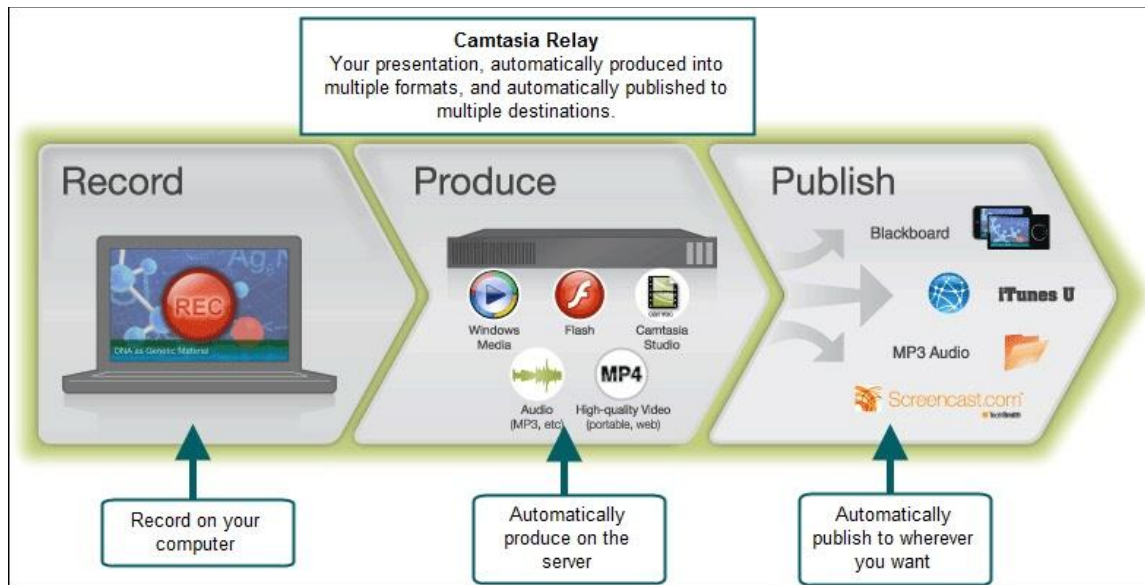 Camtasia Relay
Your presentation, automatically produced into
multiple formats, and automatically published to
multiple destinations.
Record
Ag
REC
DNA as Genetic Material
Record on your
computer
Produce
Windows
Media
Flash
Camtasia
Studio
Audio
(MP3, etc)
MP4
High-quality Video
(portable, web)
Automatically
produce on the
server
Publish
Blackboard
iTunes U
MP3 Audio
Screencast.com
TechSmith
Automatically
publish to wherever
you want